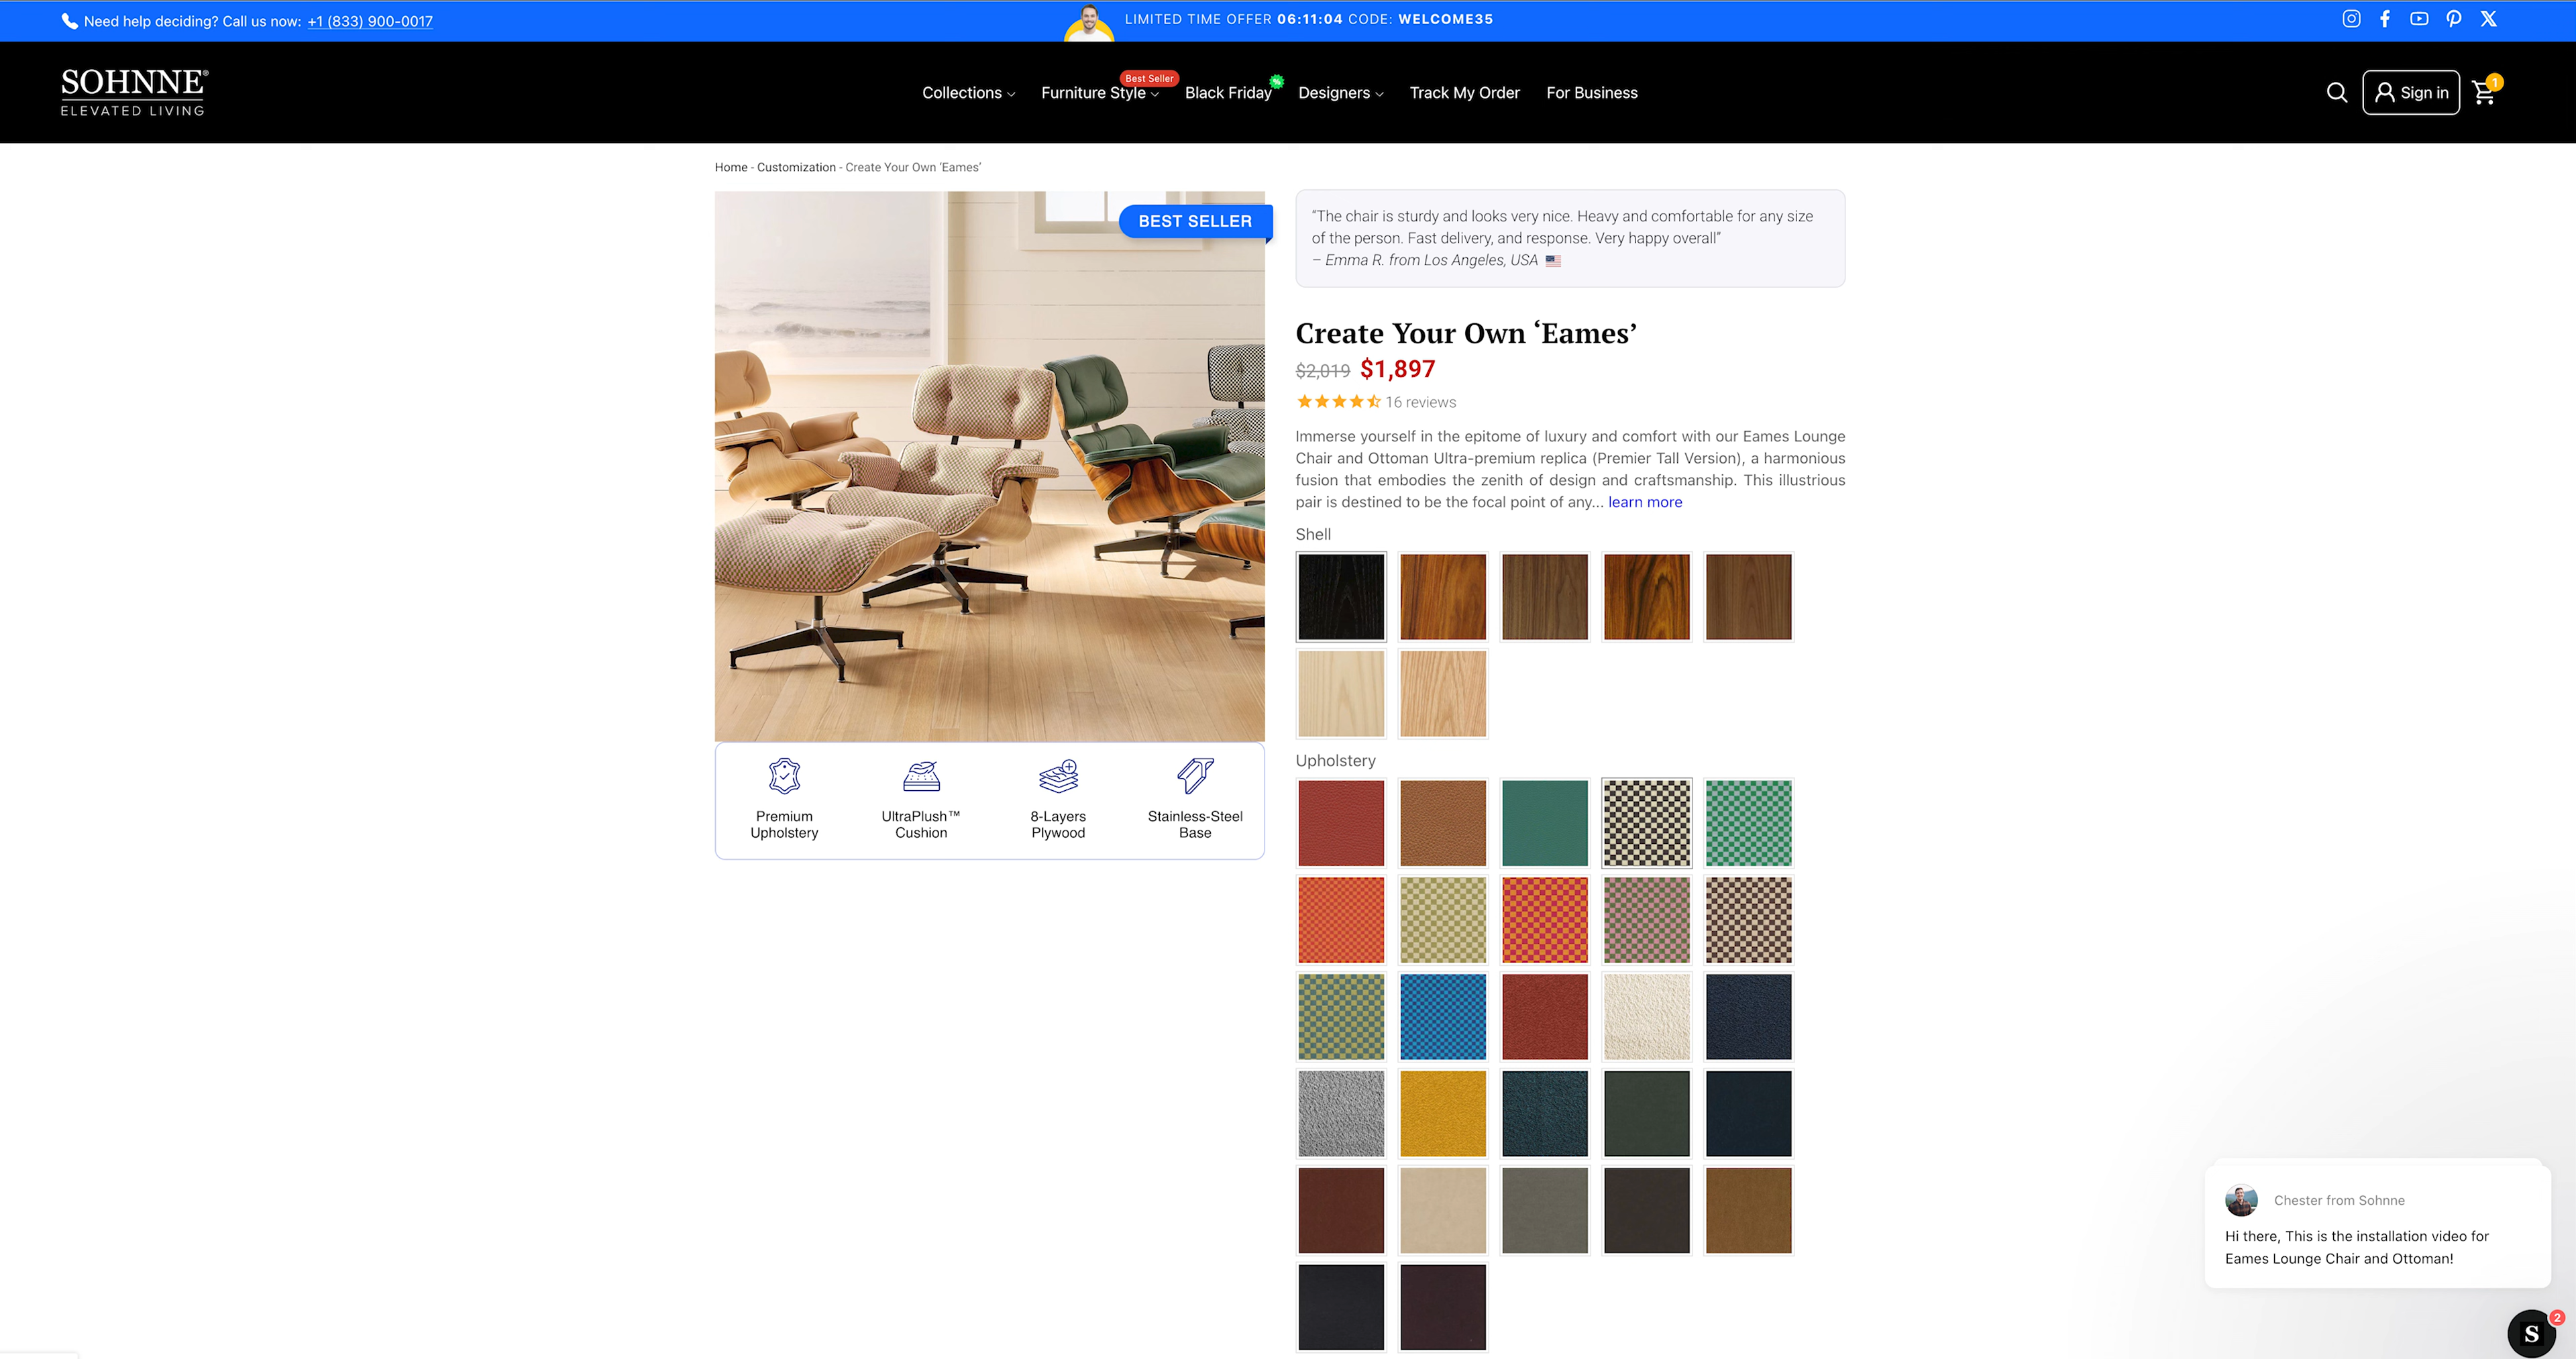 Need help deciding? Call us now: +1 (833) 900-0017
LIMITED TIME OFFER 06:11:04 CODE: WELCOME35
SOHNNE®
ELEVATED LIVING
Collections
Best Seller
Furniture Style
Black Friday
%
Designers
Track My Order
For Business
Sign in
1
Home - Customization - Create Your Own ‘Eames’
BEST SELLER
“The chair is sturdy and looks very nice. Heavy and comfortable for any size
of the person. Fast delivery, and response. Very happy overall”
– Emma R. from Los Angeles, USA
Create Your Own ‘Eames’
$2,019 $1,897
16 reviews
Immerse yourself in the epitome of luxury and comfort with our Eames Lounge
Chair and Ottoman Ultra-premium replica (Premier Tall Version), a harmonious
fusion that embodies the zenith of design and craftsmanship. This illustrious
pair is destined to be the focal point of any... learn more
Shell
Premium
Upholstery
UltraPlush™
Cushion
8-Layers
Plywood
Stainless-Steel
Base
Upholstery
Chester from Sohnne
Hi there, This is the installation video for
Eames Lounge Chair and Ottoman!
S
2